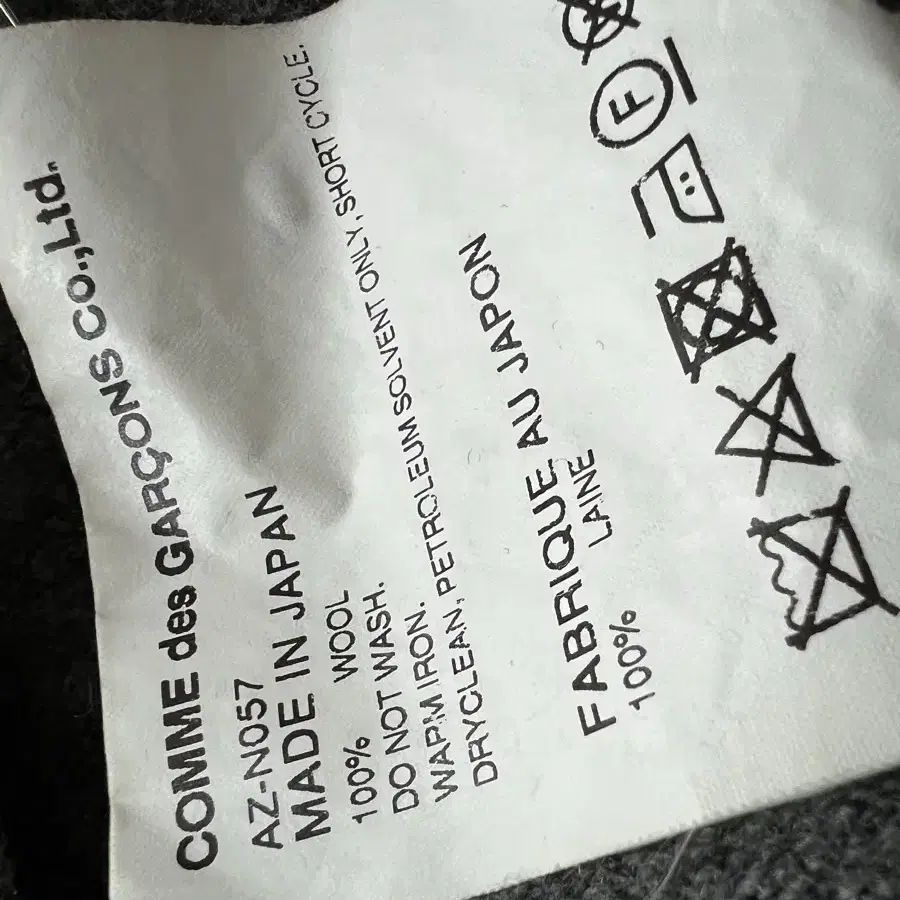 COMME des GARÇONS Co.,Ltd.
AZ-N057
MADE IN JAPAN
100% WOOL
DO NOT WASH.
WARM IRON.
DRYCLEAN, PETROLEUM SOLVENT ONLY, SHORT CYCLE.
FABRIQUE AU JAPON
100% LAINE
F